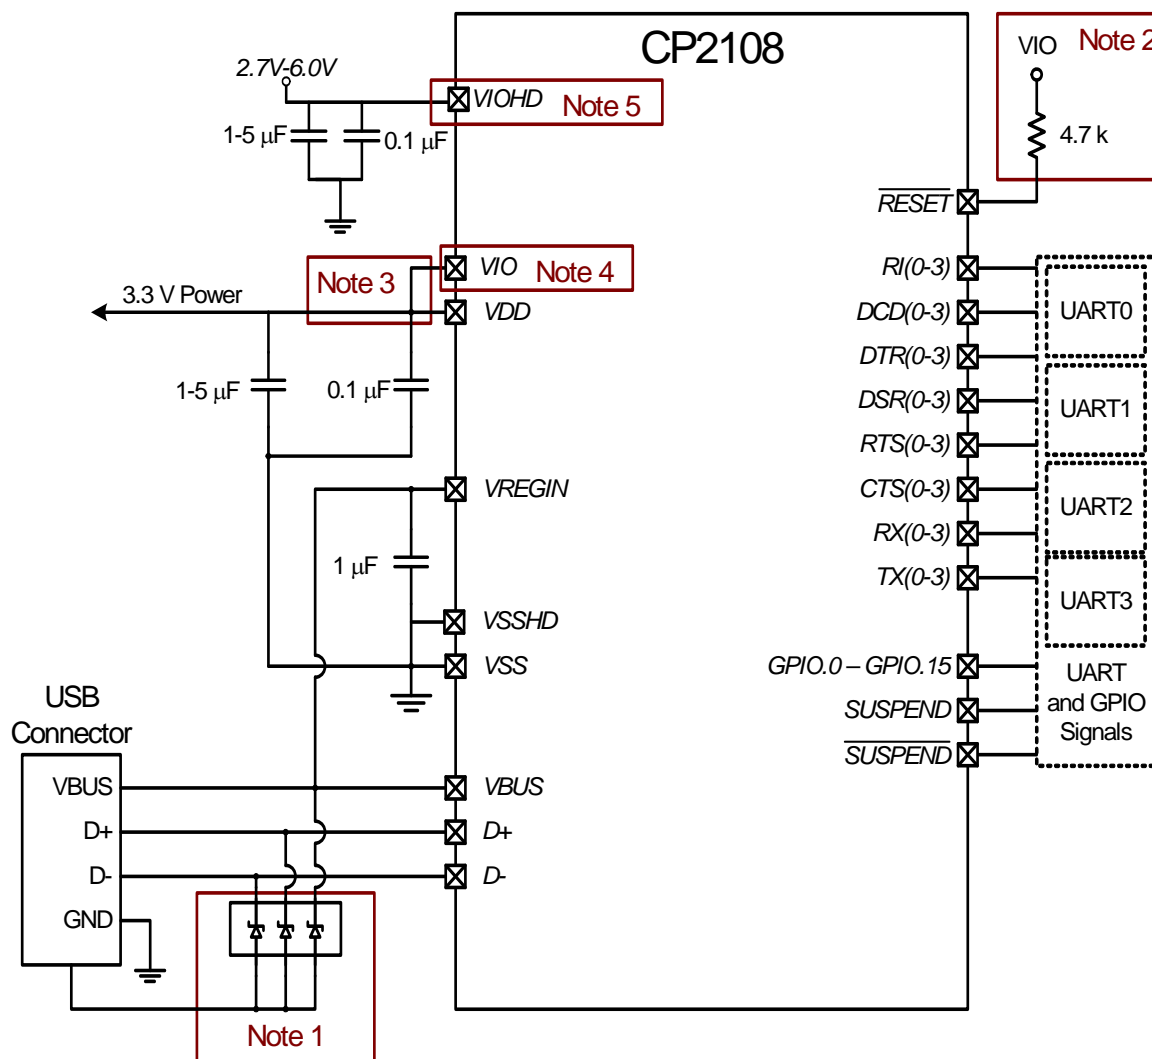 CP2108
2.7V-6.0V
VIOHD
Note 5
1-5 μF
0.1 μF
VIO
Note 2
4.7 k
RESET
VIO
Note 4
Note 3
3.3 V Power
VDD
1-5 μF
0.1 μF
VREGIN
1 μF
VSSHD
VSS
RI(0-3)
DCD(0-3)
DTR(0-3)
DSR(0-3)
RTS(0-3)
CTS(0-3)
RX(0-3)
TX(0-3)
GPIO.0 – GPIO.15
SUSPEND
SUSPEND
UART0
UART1
UART2
UART3
UART
and GPIO
Signals
USB
Connector
VBUS
D+
D-
GND
VBUS
D+
D-
Note 1